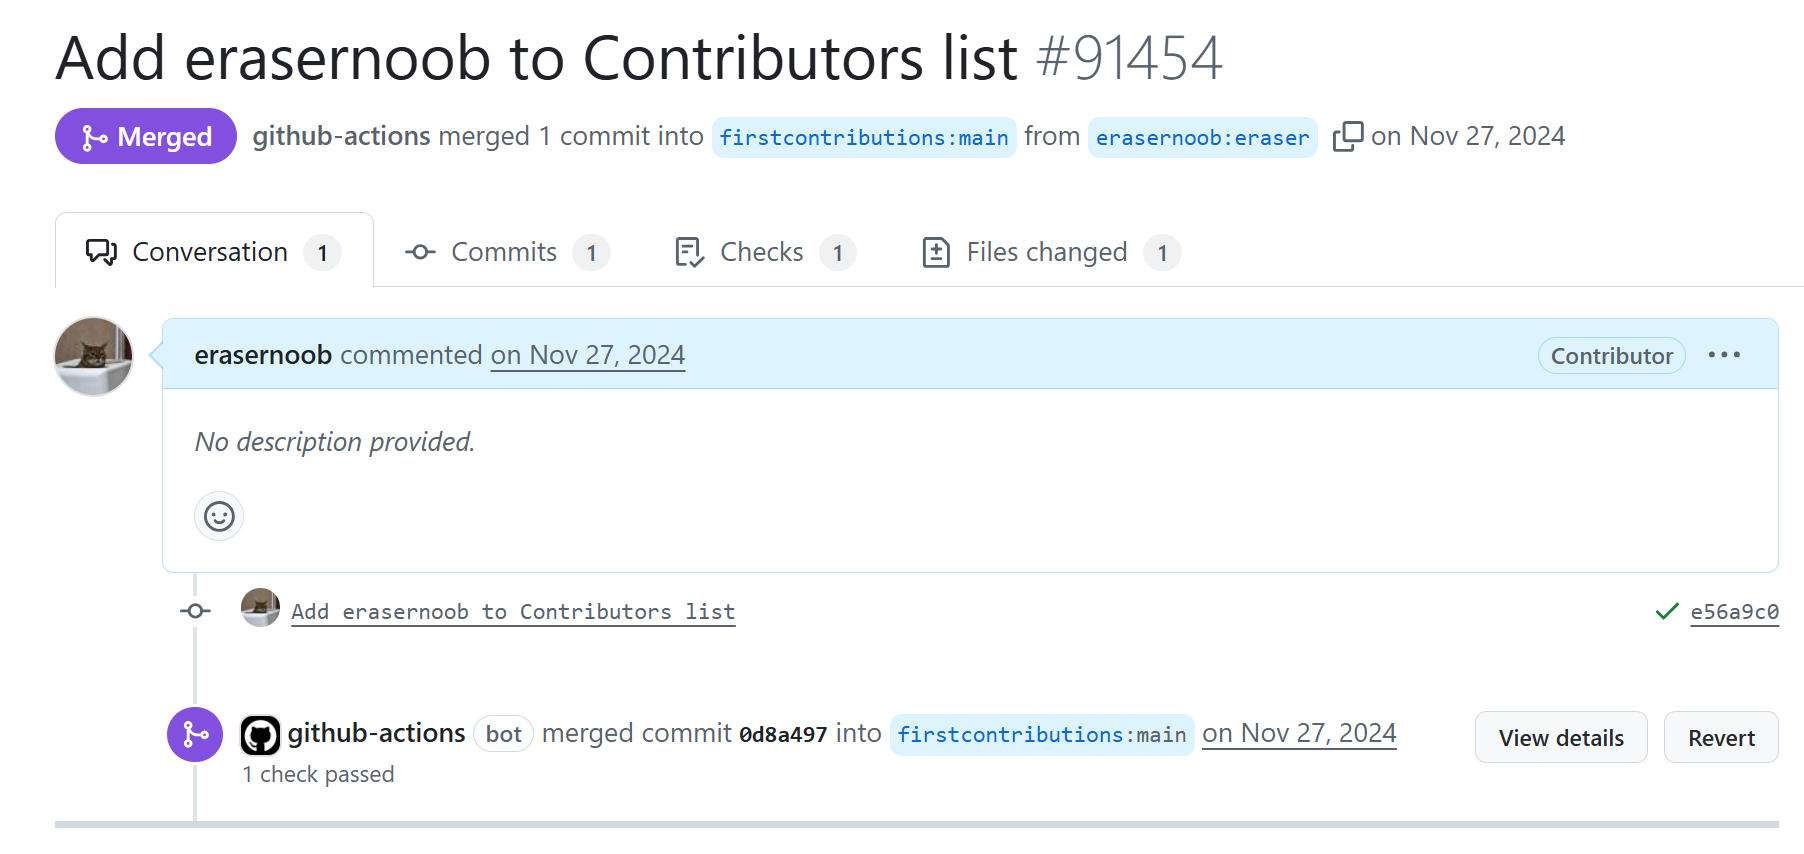 Add erasernoob to Contributors list #91454
Merged github-actions merged 1 commit into firstcontributions:main from erasernoob:eraser on Nov 27, 2024
Conversation 1 Commits 1 Checks 1 Files changed 1
erasernoob commented on Nov 27, 2024 Contributor
No description provided.
Add erasernoob to Contributors list e56a9c0
github-actions bot merged commit 0d8a497 into firstcontributions:main on Nov 27, 2024 View details Revert
1 check passed